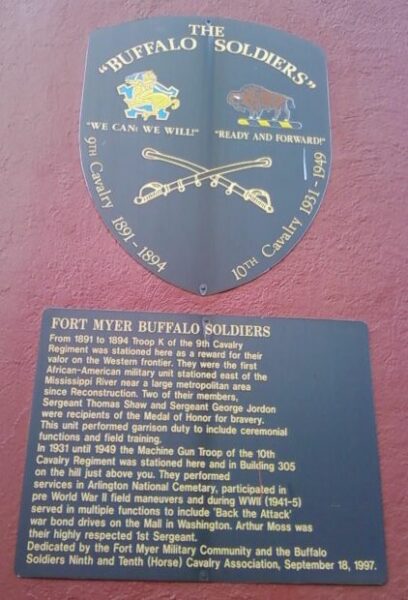 THE
"BUFFALO SOLDIERS"
"WE CAN: WE WILL!" "READY AND FORWARD!"
9TH CAVALRY 1891 - 1894
10TH CAVALRY 1931 - 1949
FORT MYER BUFFALO SOLDIERS
From 1891 to 1894 Troop K of the 9th Cavalry
Regiment was stationed here as a reward for their
valor on the Western frontier. They were the first
African-American military unit stationed east of the
Mississippi River near a large metropolitan area
since Reconstruction. Two of their members,
Sergeant Thomas Shaw and Sergeant George Jordon
were recipients of the Medal of Honor for bravery.
This unit performed garrison duty to include ceremonial
functions and field training.
In 1931 until 1949 the Machine Gun Troop of the 10th
Cavalry Regiment was stationed here and in Building 305
on the hill just above you. They performed
services in Arlington National Cemetary, participated in
pre World War II field maneuvers and during WWII (1941-5)
served in multiple functions to include 'Back the Attack'
war bond drives on the Mall in Washington. Arthur Moss was
their highly respected 1st Sergeant.
Dedicated by the Fort Myer Military Community and the Buffalo
Soldiers Ninth and Tenth (Horse) Cavalry Association, September 18, 1997.